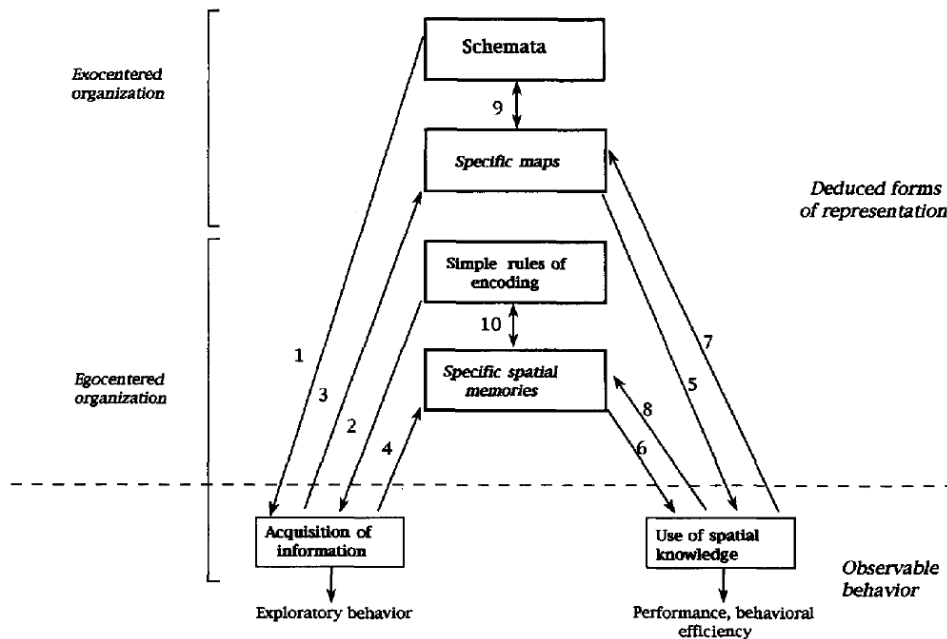 Schemata
Exocentered
organization
9
Specific maps
Deduced forms
of representation
Simple rules of
encoding
10
1
3
2
4
7
5
8
6
Egocentered
organization
Specific spatial
memories
Acquisition of
information
Use of spatial
knowledge
Observable
behavior
Exploratory behavior
Performance, behavioral
efficiency